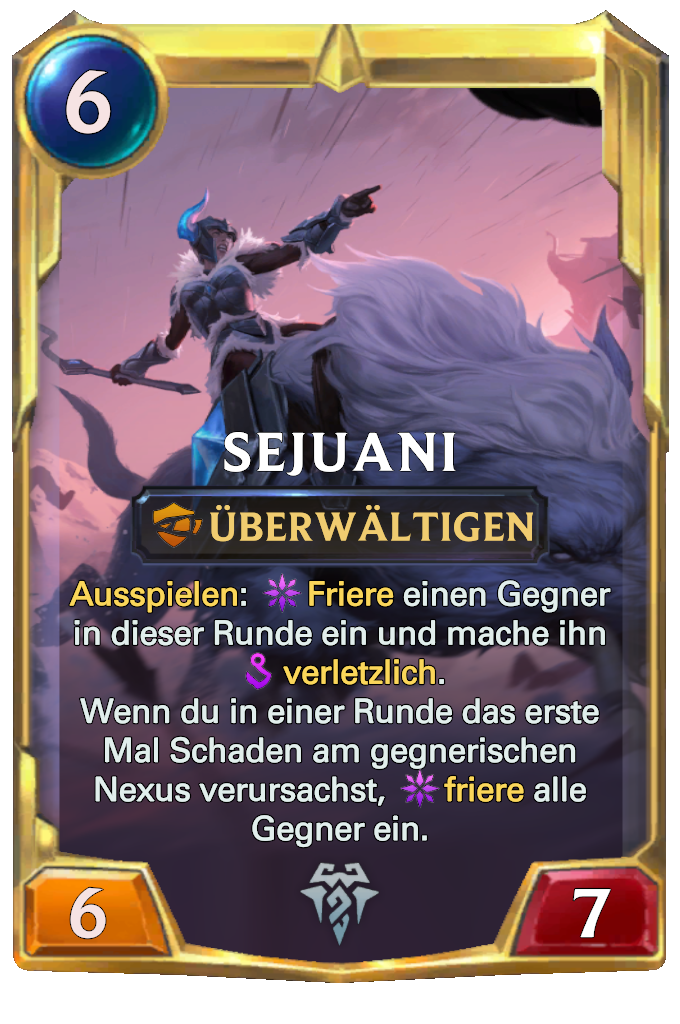 6
SEJUANI
ÜBERWÄLTIGEN
Ausspielen: Friere einen Gegner
in dieser Runde ein und mache ihn
verletzlich.
Wenn du in einer Runde das erste
Mal Schaden am gegnerischen
Nexus verursachst, friere alle
Gegner ein.
6
7